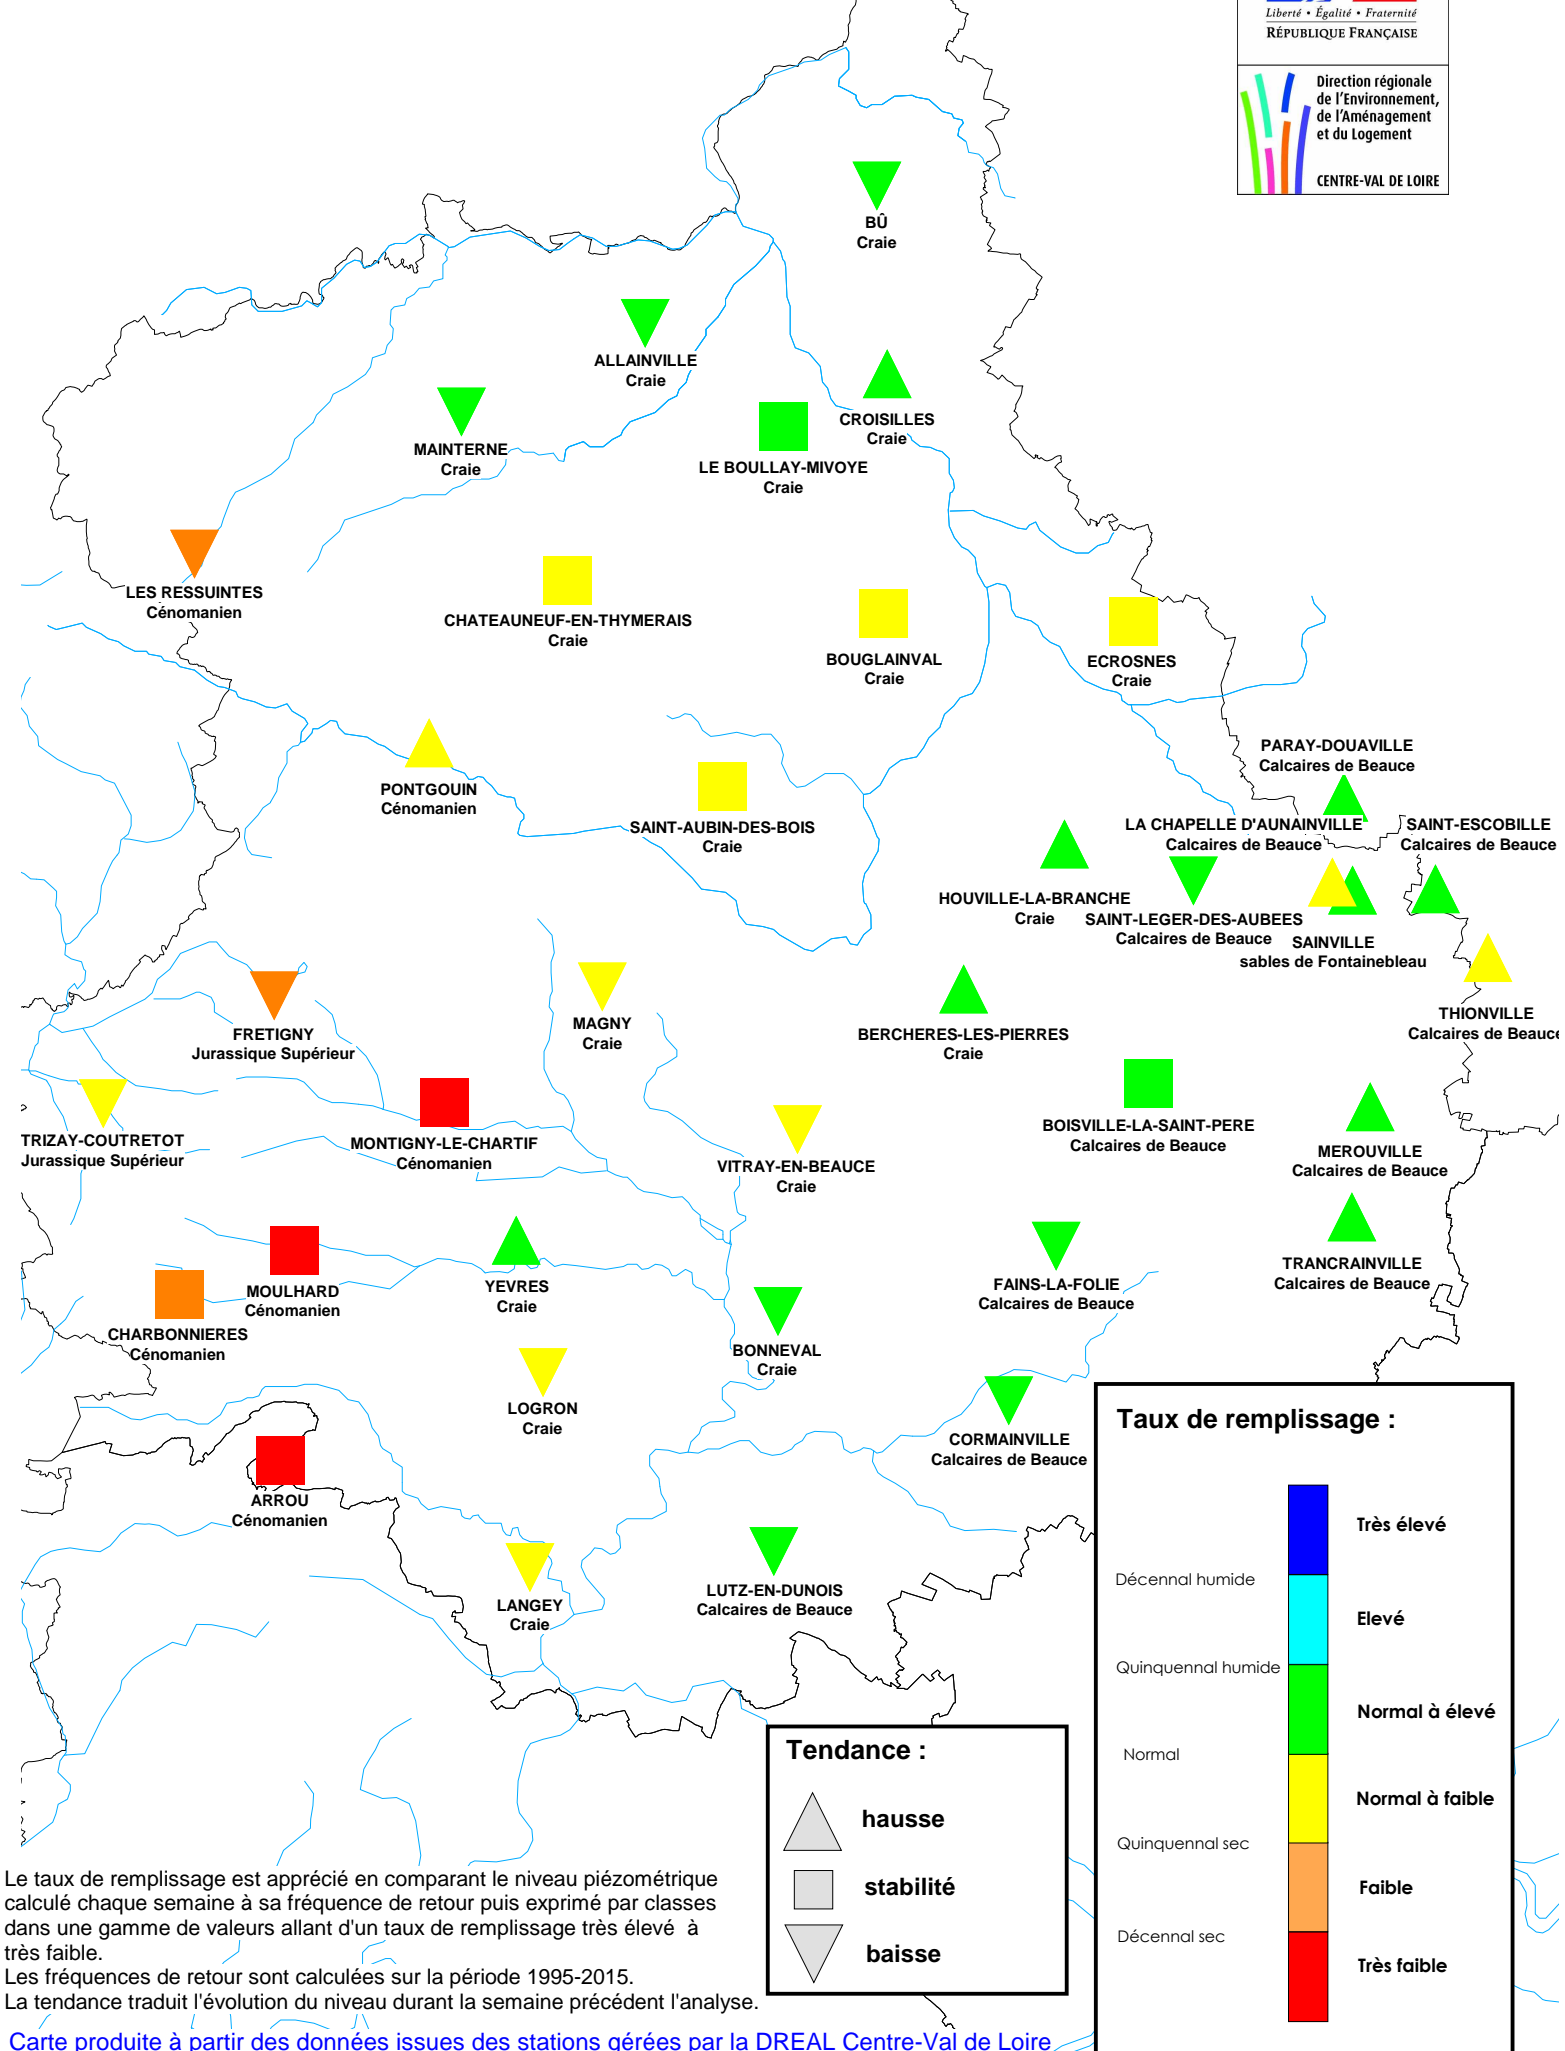 Liberté • Égalité • Fraternité
RÉPUBLIQUE FRANÇAISE
Direction régionale
de l'Environnement,
de l'Aménagement
et du Logement
CENTRE-VAL DE LOIRE
BÛ
Craie
ALLAINVILLE
Craie
CROISILLES
Craie
MAINTERNE
Craie
LE BOULLAY-MIVOYE
Craie
LES RESSUINTES
Cénomanien
CHATEAUNEUF-EN-THYMERAIS
Craie
BOUGLAINVAL
Craie
ECROSNES
Craie
PARAY-DOUAVILLE
Calcaires de Beauce
PONTGOUIN
Cénomanien
SAINT-AUBIN-DES-BOIS
Craie
LA CHAPELLE D'AUNAINVILLE
Calcaires de Beauce
SAINT-ESCOBILLE
Calcaires de Beauce
HOUVILLE-LA-BRANCHE
Craie
SAINT-LEGER-DES-AUBEES
Calcaires de Beauce
SAINVILLE
sables de Fontainebleau
THIONVILLE
Calcaires de Beauce
FRETIGNY
Jurassique Supérieur
MAGNY
Craie
BERCHERES-LES-PIERRES
Craie
TRIZAY-COUTRETOT
Jurassique Supérieur
MONTIGNY-LE-CHARTIF
Cénomanien
VITRAY-EN-BEAUCE
Craie
BOISVILLE-LA-SAINT-PERE
Calcaires de Beauce
MEROUVILLE
Calcaires de Beauce
MOULHARD
Cénomanien
YEVRES
Craie
FAINS-LA-FOLIE
Calcaires de Beauce
TRANCRAINVILLE
Calcaires de Beauce
CHARBONNIERES
Cénomanien
BONNEVAL
Craie
LOGRON
Craie
CORMAINVILLE
Calcaires de Beauce
ARROU
Cénomanien
LANGEY
Craie
LUTZ-EN-DUNOIS
Calcaires de Beauce
Taux de remplissage :
Très élevé
Décennal humide
Elevé
Quinquennal humide
Normal à élevé
Normal
Normal à faible
Quinquennal sec
Faible
Décennal sec
Très faible
Tendance :
hausse
stabilité
baisse
Le taux de remplissage est apprécié en comparant le niveau piézométrique
calculé chaque semaine à sa fréquence de retour puis exprimé par classes
dans une gamme de valeurs allant d'un taux de remplissage très élevé à
très faible.
Les fréquences de retour sont calculées sur la période 1995-2015.
La tendance traduit l'évolution du niveau durant la semaine précédent l'analyse.
Carte produite à partir des données issues des stations gérées par la DREAL Centre-Val de Loire